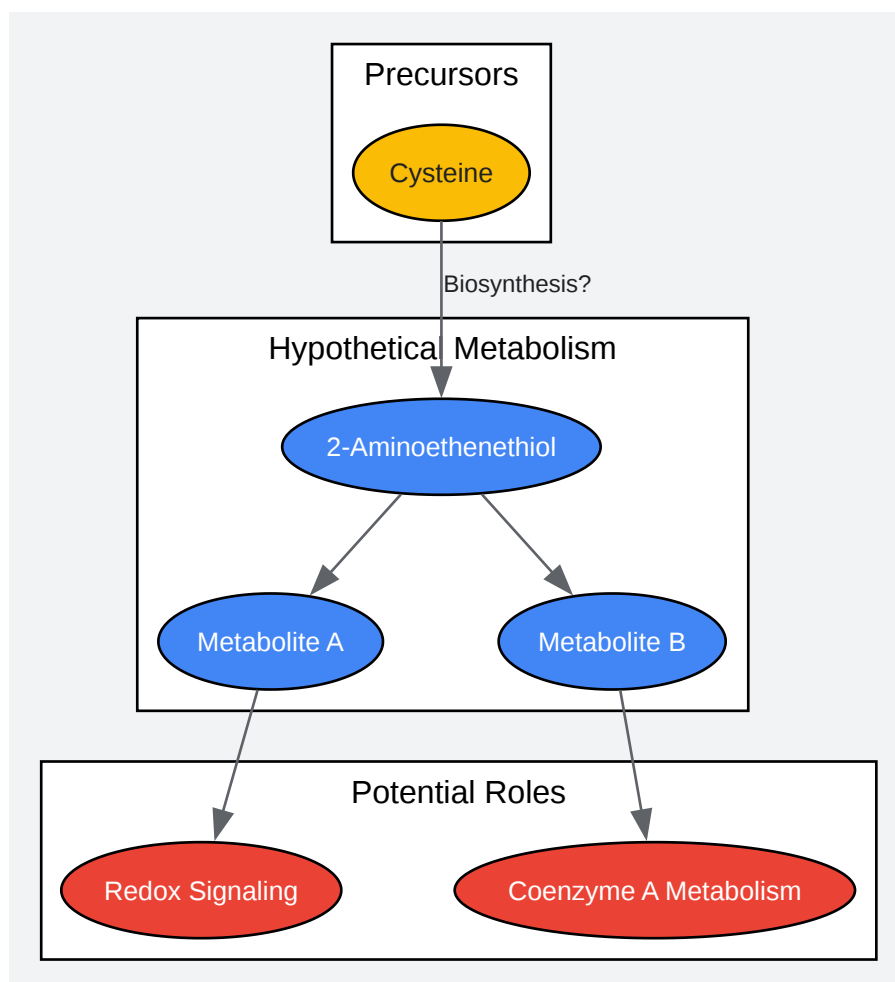 Precursors
Cysteine
Biosynthesis?
Hypothetical Metabolism
2-Aminoethenethiol
Metabolite A
Metabolite B
Potential Roles
Redox Signaling
Coenzyme A Metabolism